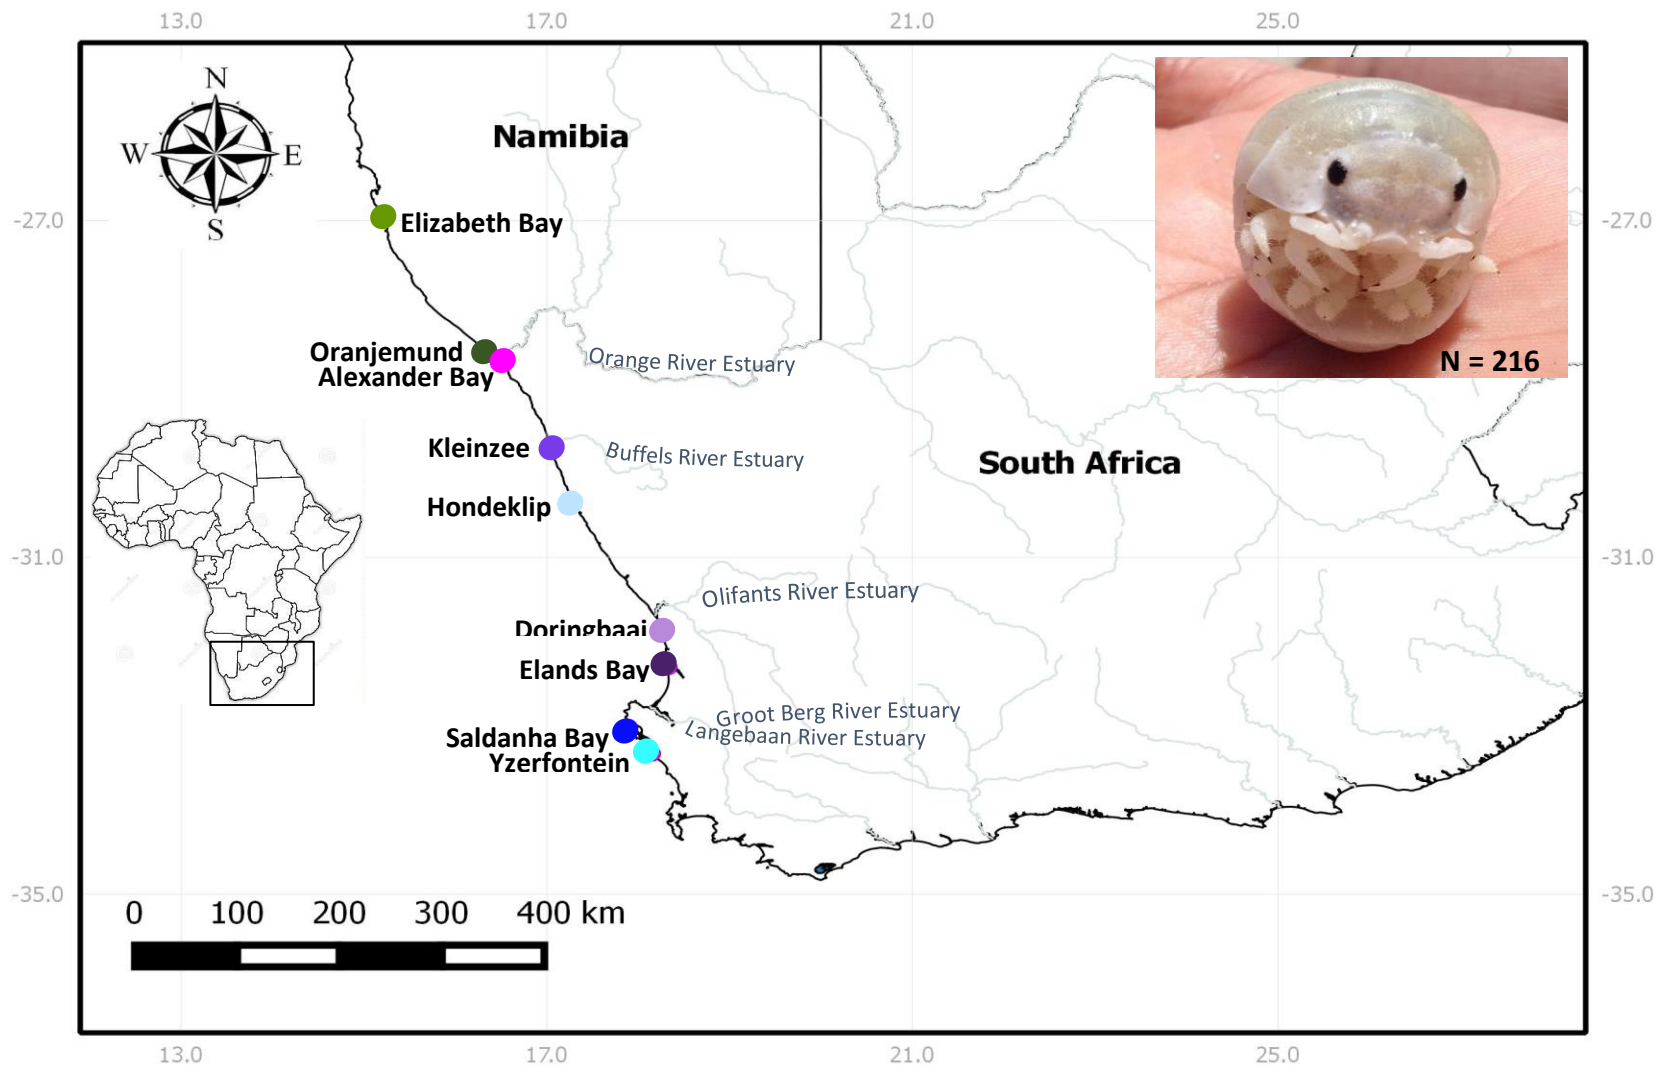 13.0 17.0 21.0 25.0
N
W E
S
Namibia
-27.0 -27.0
Elizabeth Bay
Oranjemund
Alexander Bay
Orange River Estuary
N = 216
Kleinzee
Buffels River Estuary
South Africa
Hondeklip
-31.0 -31.0
Olifants River Estuary
Doringbaai
Elands Bay
Groot Berg River Estuary
Saldanha Bay
Langebaan River Estuary
Yzerfontein
-35.0 -35.0
0 100 200 300 400 km
13.0 17.0 21.0 25.0